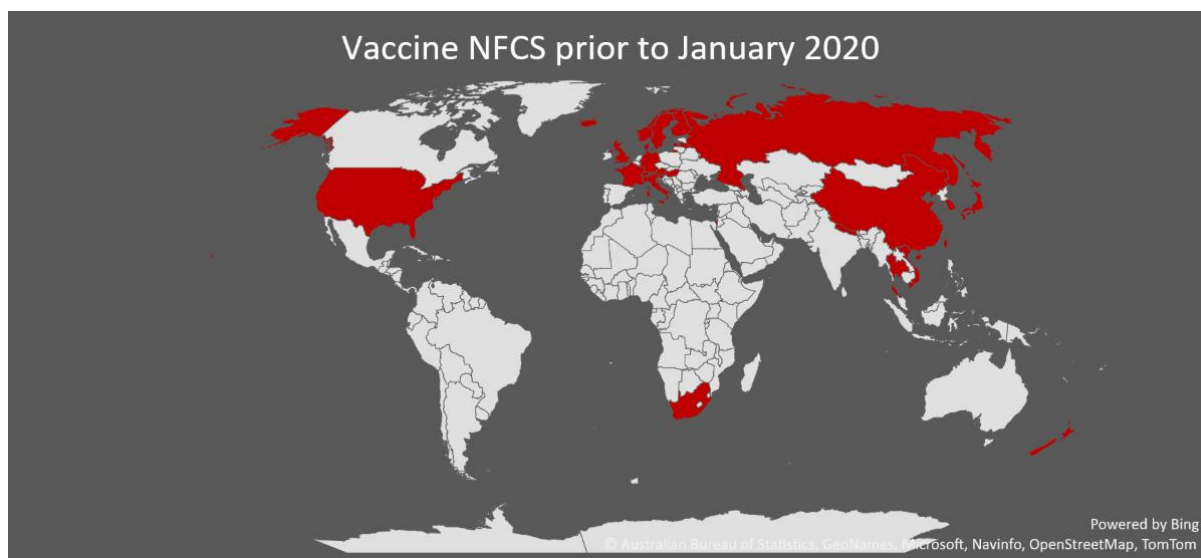 Vaccine NFCS prior to January 2020
Powered by Bing
© Australian Bureau of Statistics, GeoNames, Microsoft, Navinfo, OpenStreetMap, TomTom